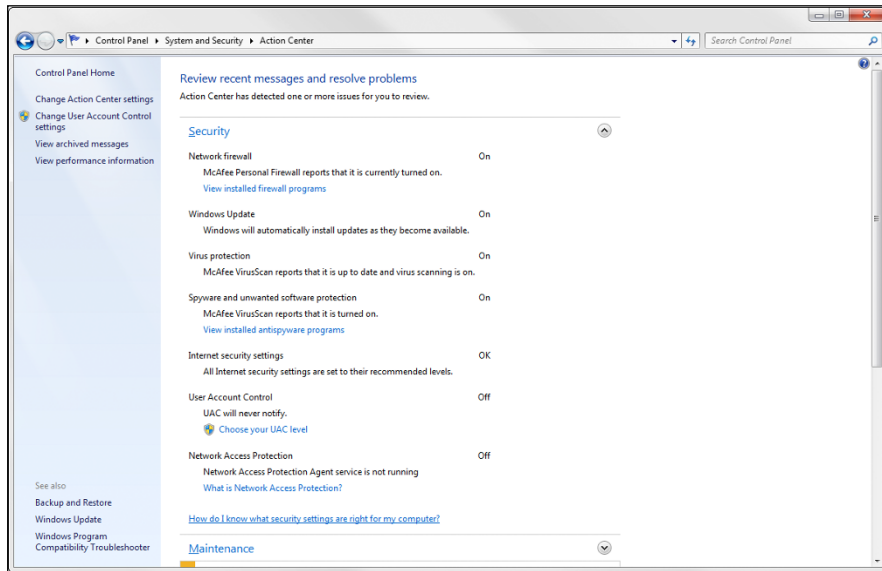 Control Panel ▸ System and Security ▸ Action Center
Search Control Panel
Control Panel Home
Change Action Center settings
Change User Account Control
settings
View archived messages
View performance information
See also
Backup and Restore
Windows Update
Windows Program
Compatibility Troubleshooter
Review recent messages and resolve problems
Action Center has detected one or more issues for you to review.
Security
Network firewall On
McAfee Personal Firewall reports that it is currently turned on.
View installed firewall programs
Windows Update On
Windows will automatically install updates as they become available.
Virus protection On
McAfee VirusScan reports that it is up to date and virus scanning is on.
Spyware and unwanted software protection On
McAfee VirusScan reports that it is turned on.
View installed antispyware programs
Internet security settings OK
All Internet security settings are set to their recommended levels.
User Account Control Off
UAC will never notify.
Choose your UAC level
Network Access Protection Off
Network Access Protection Agent service is not running
What is Network Access Protection?
How do I know what security settings are right for my computer?
Maintenance